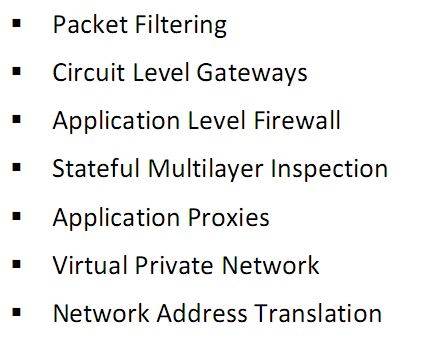 ▪ Packet Filtering
▪ Circuit Level Gateways
▪ Application Level Firewall
▪ Stateful Multilayer Inspection
▪ Application Proxies
▪ Virtual Private Network
▪ Network Address Translation